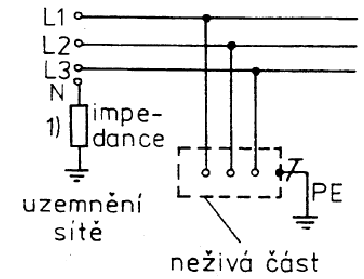 L1
L2
L3
N
1) impe-
dance
PE
uzemnění
sítě
neživá část